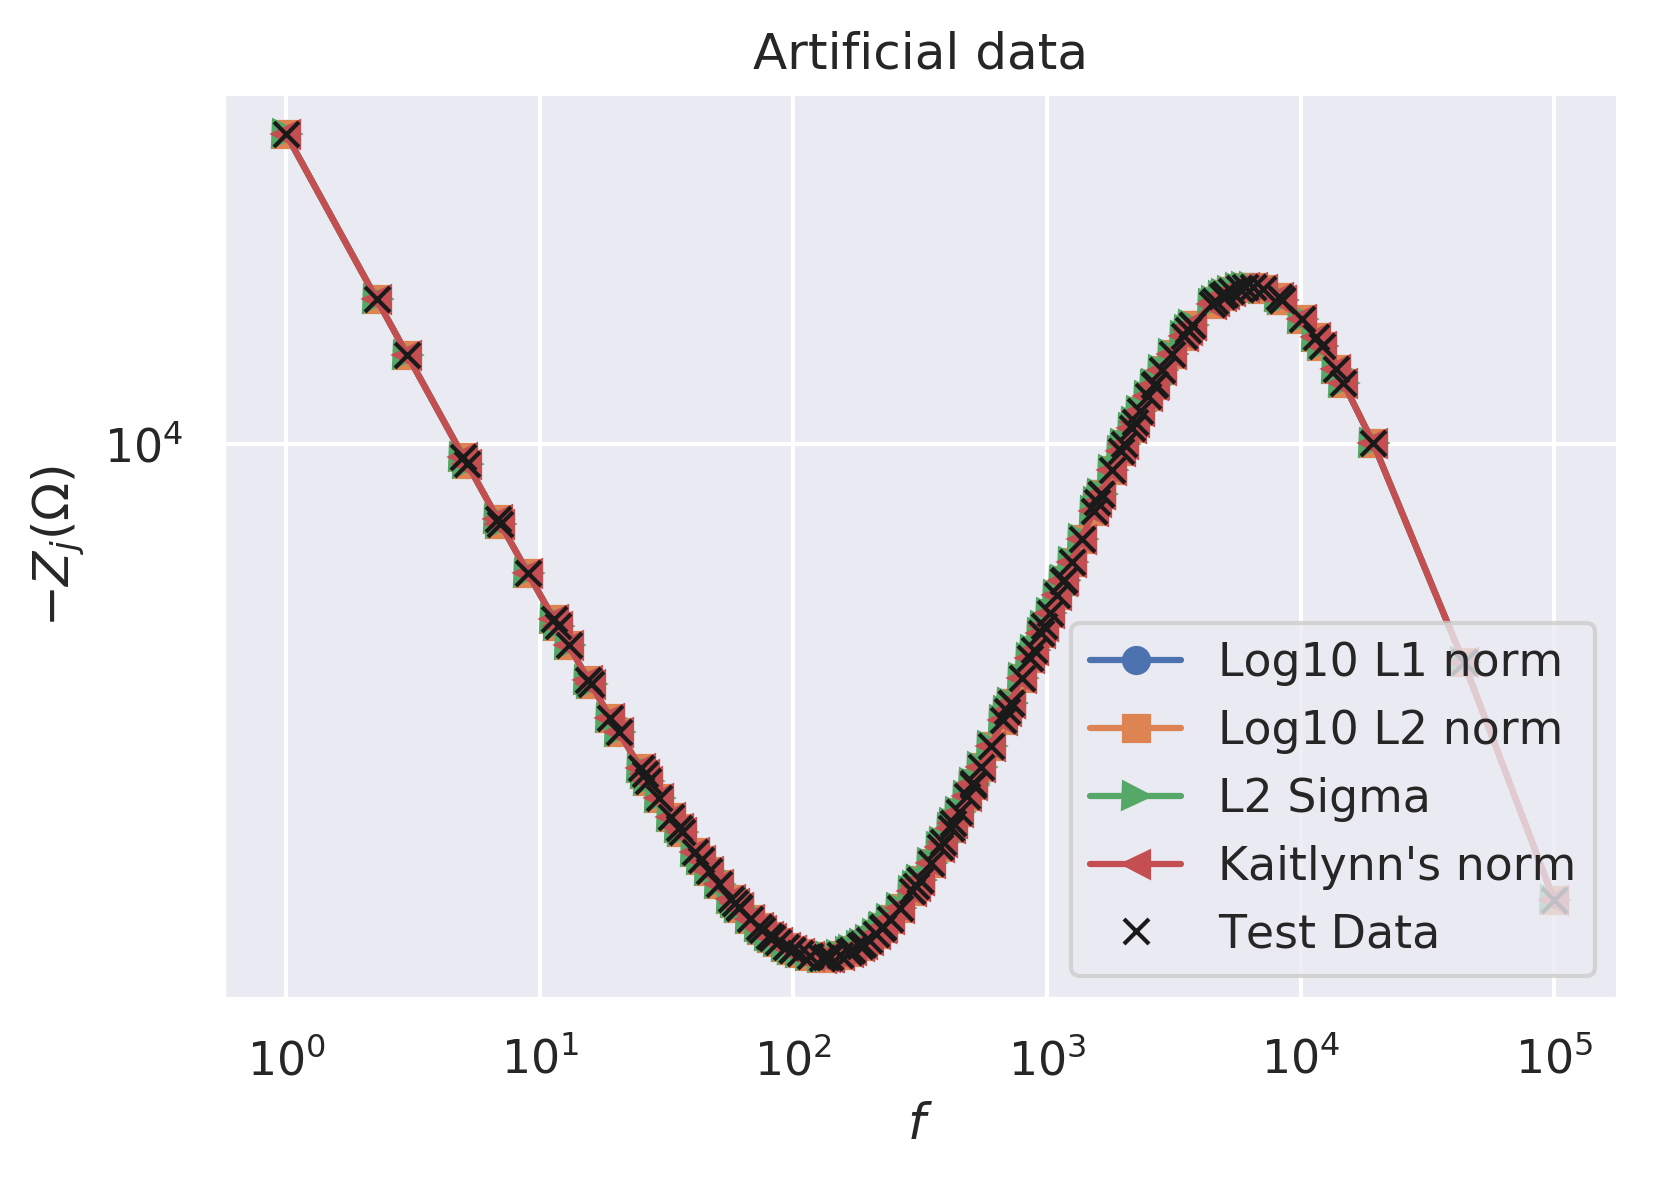 Artificial data
$-Z_j(\Omega)$
$10^4$
Log10 L1 norm
Log10 L2 norm
L2 Sigma
Kaitlynn's norm
Test Data
$10^0$ $10^1$ $10^2$ $10^3$ $10^4$ $10^5$
$f$